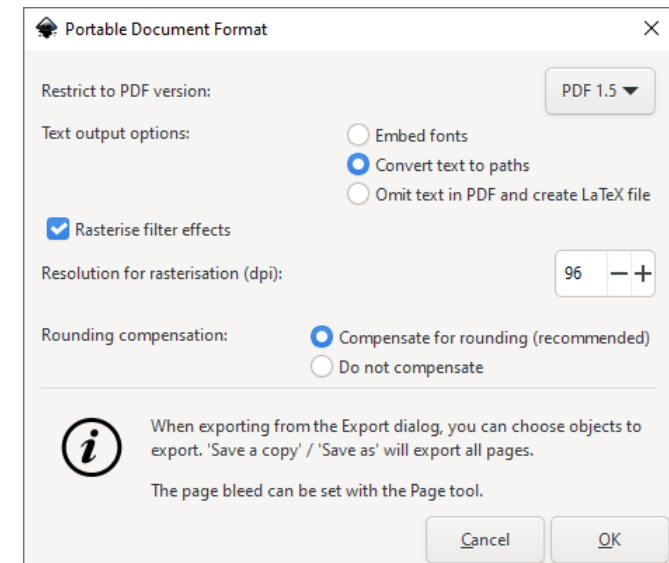 Portable Document Format
Restrict to PDF version: PDF 1.5
Text output options: Embed fonts
Convert text to paths
Omit text in PDF and create LaTeX file
Rasterise filter effects
Resolution for rasterisation (dpi): 96
Rounding compensation: Compensate for rounding (recommended)
Do not compensate
When exporting from the Export dialog, you can choose objects to
export. 'Save a copy' / 'Save as' will export all pages.
The page bleed can be set with the Page tool.
Cancel OK